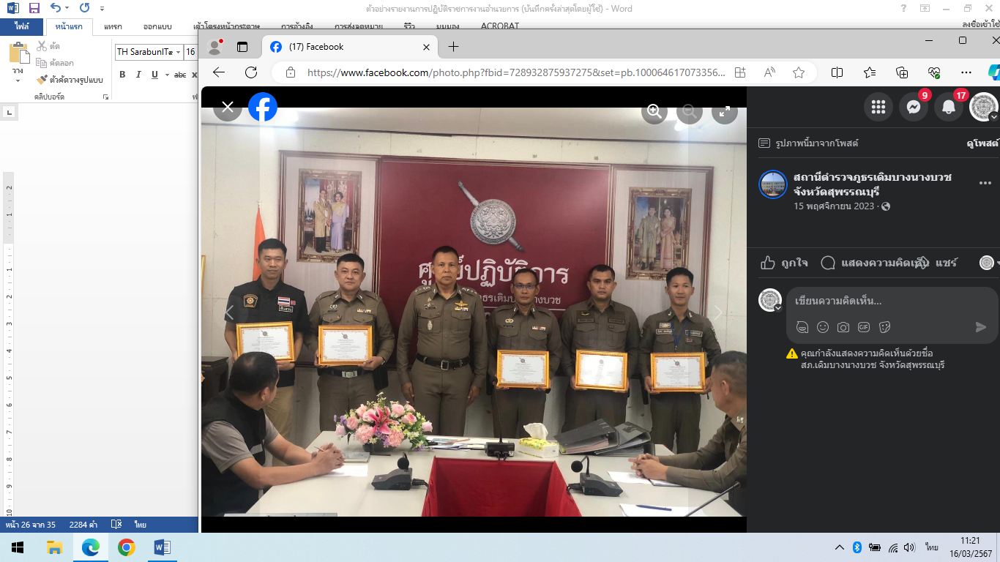 ตัวอย่างรายงานการปฏิบัติราชการงานอำนวยการ (บันทึกครั้งล่าสุดโดยผู้ใช้) - Word
ไฟล์ หน้าแรก แทรก ออกแบบ เค้าโครงหน้ากระดาษ การอ้างอิง การส่งจดหมาย รีวิว มุมมอง ACROBAT
ลงชื่อเข้าใช้
วาง
ตัด
คัดลอก
ตัวคัดวางรูปแบบ
คลิปบอร์ด
TH SarabunIT๙ 16
B I U abc x
(17) Facebook
https://www.facebook.com/photo.php?fbid=728932875937275&set=pb.100064617073356...
9
17
รูปภาพนี้มาจากโพสต์
ดูโพสต์
สถานีตำรวจภูธรเดิมบางนางบวช
จังหวัดสุพรรณบุรี
15 พฤศจิกายน 2023
ถูกใจ แสดงความคิดเห็น แชร์
เขียนความคิดเห็น...
GIF
คุณกำลังแสดงความคิดเห็นด้วยชื่อ
สภ.เดิมบางนางบวช จังหวัดสุพรรณบุรี
ศูนย์ปฏิบัติการ
ภูธรเดิมบางนางบวช
สืบสวน
2
1
1
2
3
4
5
6
7
8
9
10
หน้า 26 จาก 35 2284 คำ ไทย
ไทย
11:21
16/03/2567